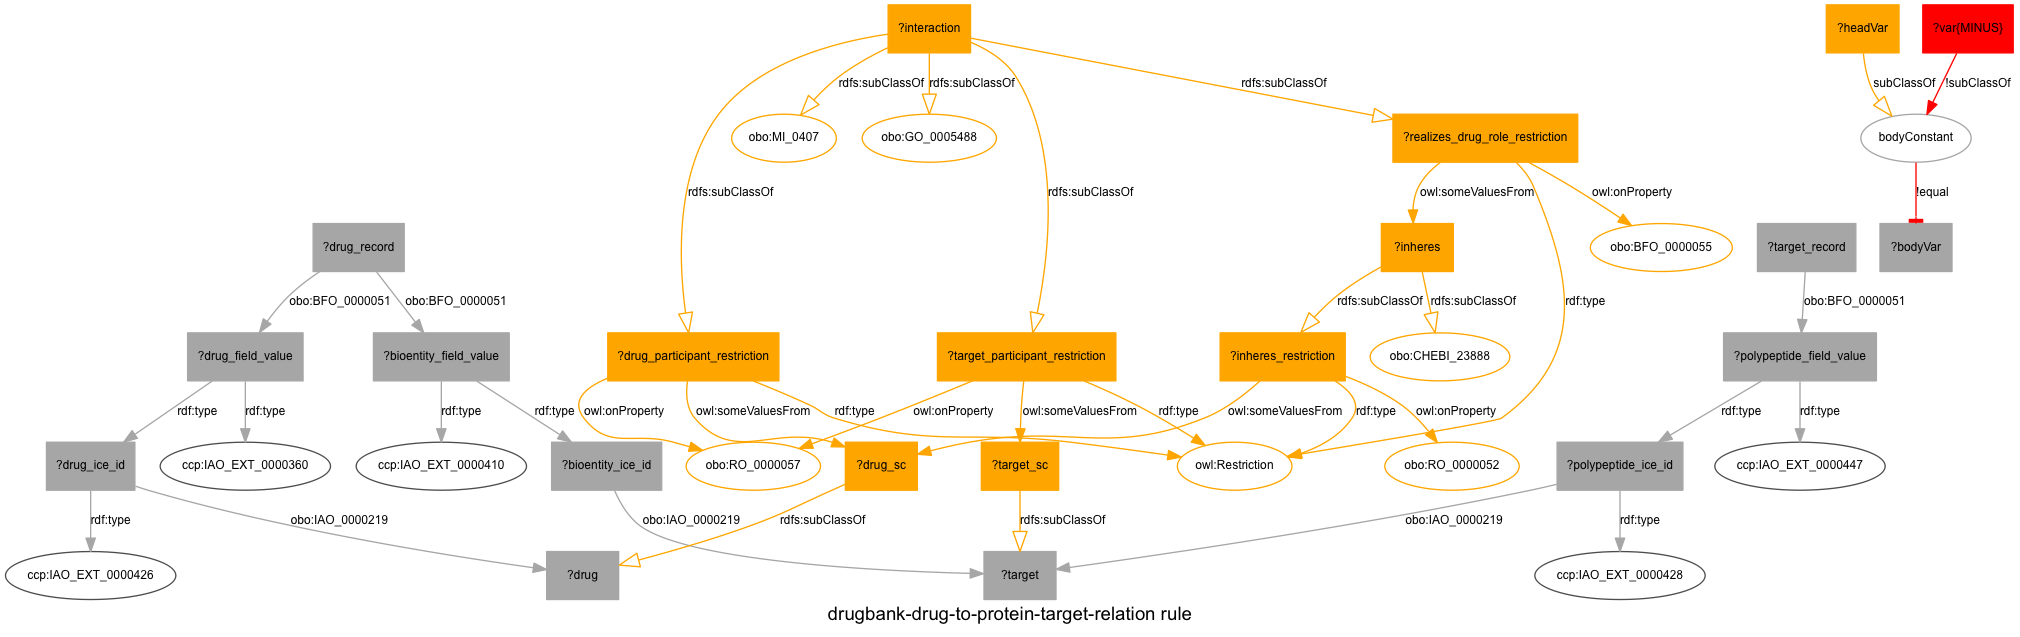 ?interaction
?headVar
?var{MINUS}
rdfs:subClassOf
rdfs:subClassOf
rdfs:subClassOf
subClassOf
!subClassOf
obo:MI_0407
obo:GO_0005488
?realizes_drug_role_restriction
bodyConstant
rdfs:subClassOf
rdfs:subClassOf
owl:someValuesFrom
owl:onProperty
!equal
?drug_record
?inheres
obo:BFO_0000055
?target_record
?bodyVar
obo:BFO_0000051
obo:BFO_0000051
rdfs:subClassOf
rdfs:subClassOf
rdf:type
obo:BFO_0000051
?drug_field_value
?bioentity_field_value
?drug_participant_restriction
?target_participant_restriction
?inheres_restriction
obo:CHEBI_23888
?polypeptide_field_value
rdf:type
rdf:type
rdf:type
rdf:type
owl:onProperty
owl:someValuesFrom
rdf:type
owl:onProperty
owl:someValuesFrom
rdf:type
owl:someValuesFrom
rdf:type
owl:onProperty
rdf:type
rdf:type
?drug_ice_id
ccp:IAO_EXT_0000360
ccp:IAO_EXT_0000410
?bioentity_ice_id
obo:RO_0000057
?drug_sc
?target_sc
owl:Restriction
obo:RO_0000052
?polypeptide_ice_id
ccp:IAO_EXT_0000447
rdf:type
obo:IAO_0000219
obo:IAO_0000219
rdfs:subClassOf
rdfs:subClassOf
obo:IAO_0000219
rdf:type
ccp:IAO_EXT_0000426
?drug
?target
ccp:IAO_EXT_0000428
drugbank-drug-to-protein-target-relation rule